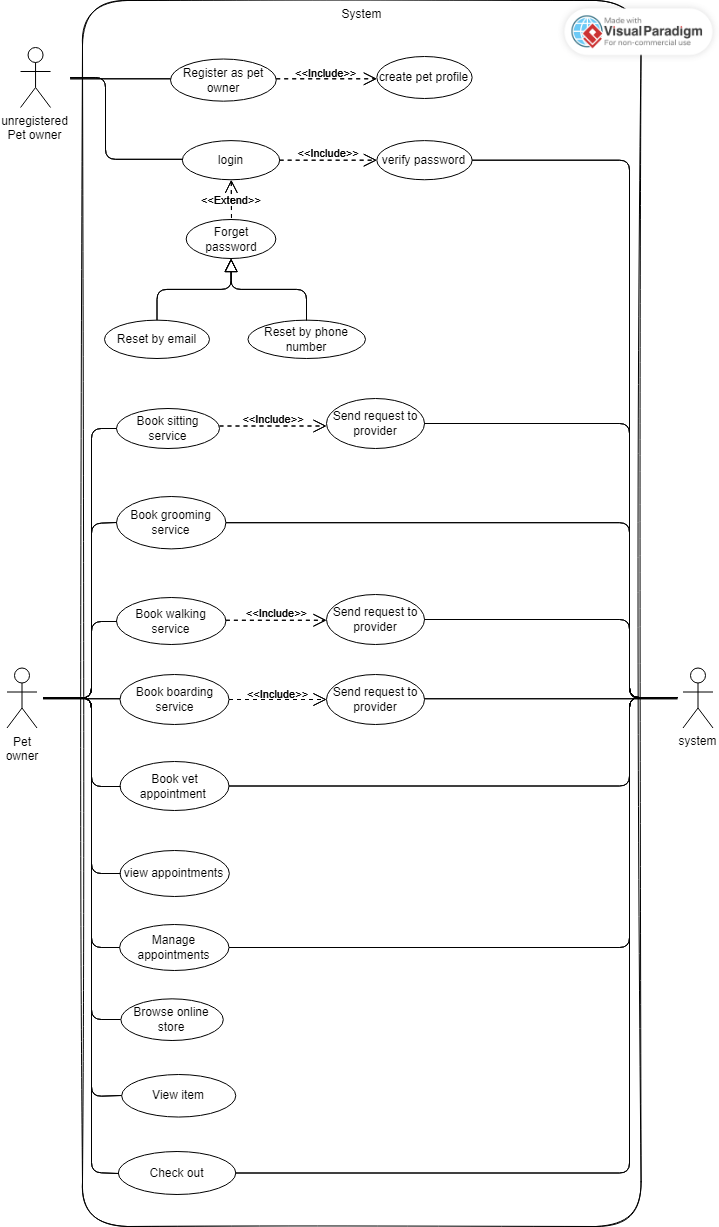 System
Made with
VisualParadigm
For non-commercial use
unregistered
Pet owner
Register as pet
owner
<<Include>>
create pet profile
login
<<Include>>
verify password
<<Extend>>
Forget
password
Reset by email
Reset by phone
number
Book sitting
service
<<Include>>
Send request to
provider
Book grooming
service
Book walking
service
<<Include>>
Send request to
provider
Pet
owner
Book boarding
service
<<Include>>
Send request to
provider
system
Book vet
appointment
view appointments
Manage
appointments
Browse online
store
View item
Check out